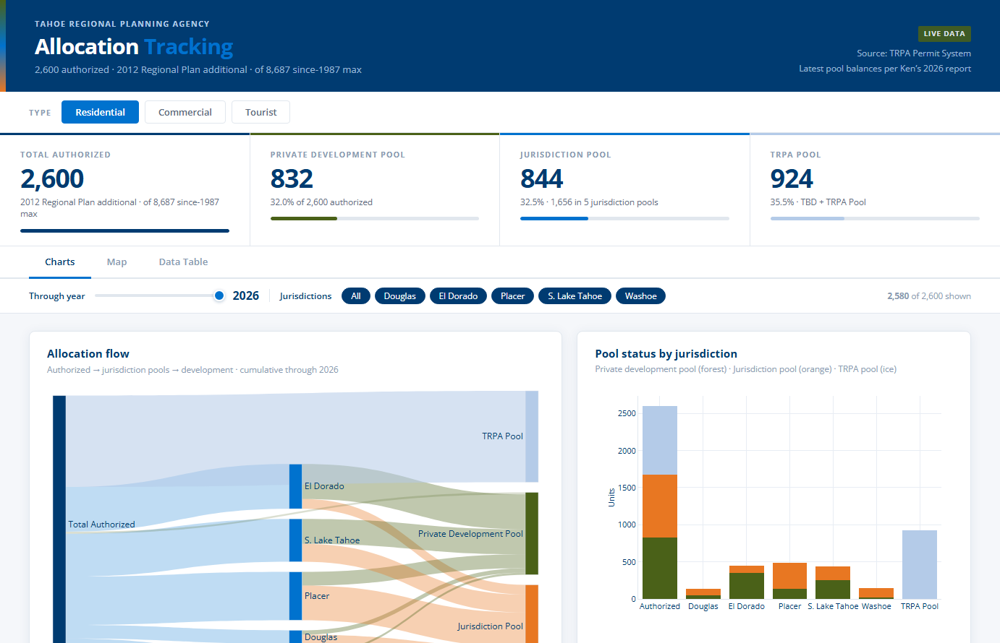 TAHOE REGIONAL PLANNING AGENCY
Allocation Tracking
2,600 authorized · 2012 Regional Plan additional · of 8,687 since-1987 max
LIVE DATA
Source: TRPA Permit System
Latest pool balances per Ken's 2026 report
TYPE
Residential
Commercial
Tourist
TOTAL AUTHORIZED
2,600
2012 Regional Plan additional · of 8,687 since-1987
max
PRIVATE DEVELOPMENT POOL
832
32.0% of 2,600 authorized
JURISDICTION POOL
844
32.5% · 1,656 in 5 jurisdiction pools
TRPA POOL
924
35.5% · TBD + TRPA Pool
Charts
Map
Data Table
Through year
2026
Jurisdictions
All
Douglas
El Dorado
Placer
S. Lake Tahoe
Washoe
2,580 of 2,600 shown
Allocation flow
Authorized → jurisdiction pools → development · cumulative through 2026
TRPA Pool
El Dorado
Total Authorized
Private Development Pool
S. Lake Tahoe
Placer
Jurisdiction Pool
Douglas
Pool status by jurisdiction
Private development pool (forest) · Jurisdiction pool (orange) · TRPA pool (ice)
2500
2000
1500
1000
500
0
Units
Authorized
Douglas
El Dorado
Placer
S. Lake Tahoe
Washoe
TRPA Pool